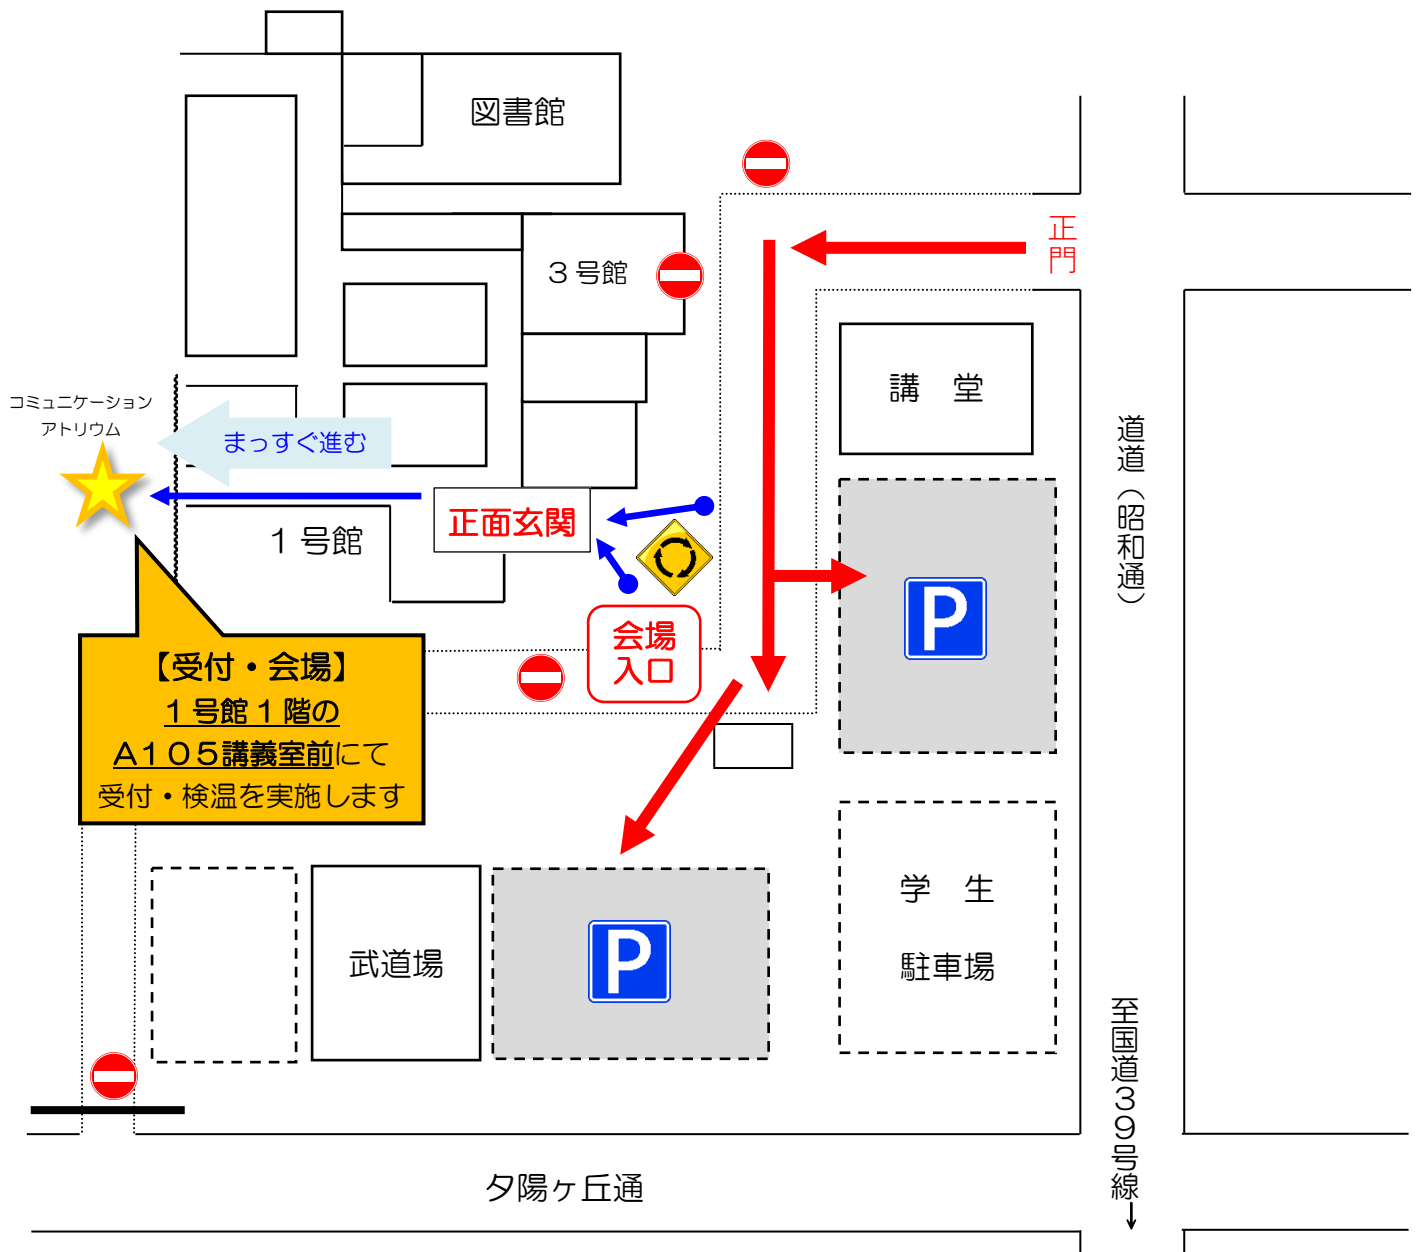 図書館
正
門
３号館
講　堂
コミュニケーション
アトリウム
まっすぐ進む
道道（昭和通）
正面玄関
１号館
P
会場
入口
【受付・会場】
１号館１階の
A１０５講義室前にて
受付・検温を実施します
学　生
駐車場
武道場
P
至国道３９号線
夕陽ヶ丘通